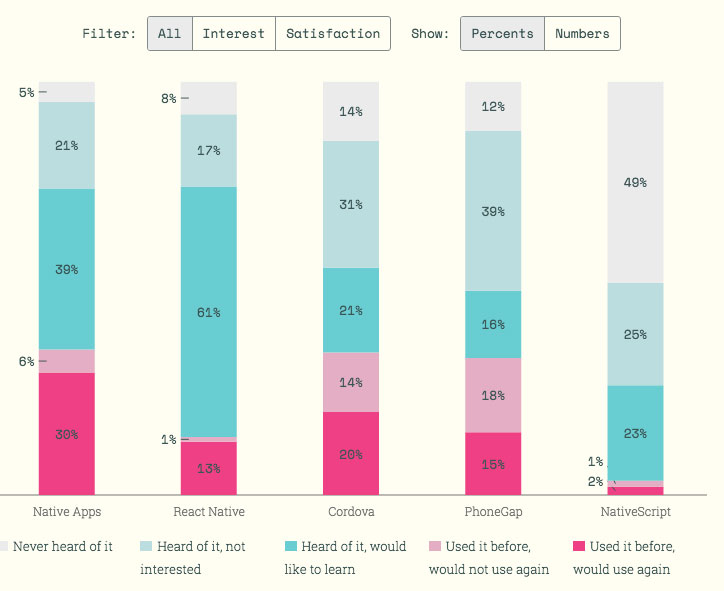 Filter: All Interest Satisfaction Show: Percents Numbers
5% 21% 39% 6% 30%
8% 17% 61% 1% 13%
14% 31% 21% 14% 20%
12% 39% 16% 18% 15%
49% 25% 23% 1% 2%
Native Apps React Native Cordova PhoneGap NativeScript
Never heard of it Heard of it, not Heard of it, would Used it before, Used it before,
interested like to learn would not use again would use again